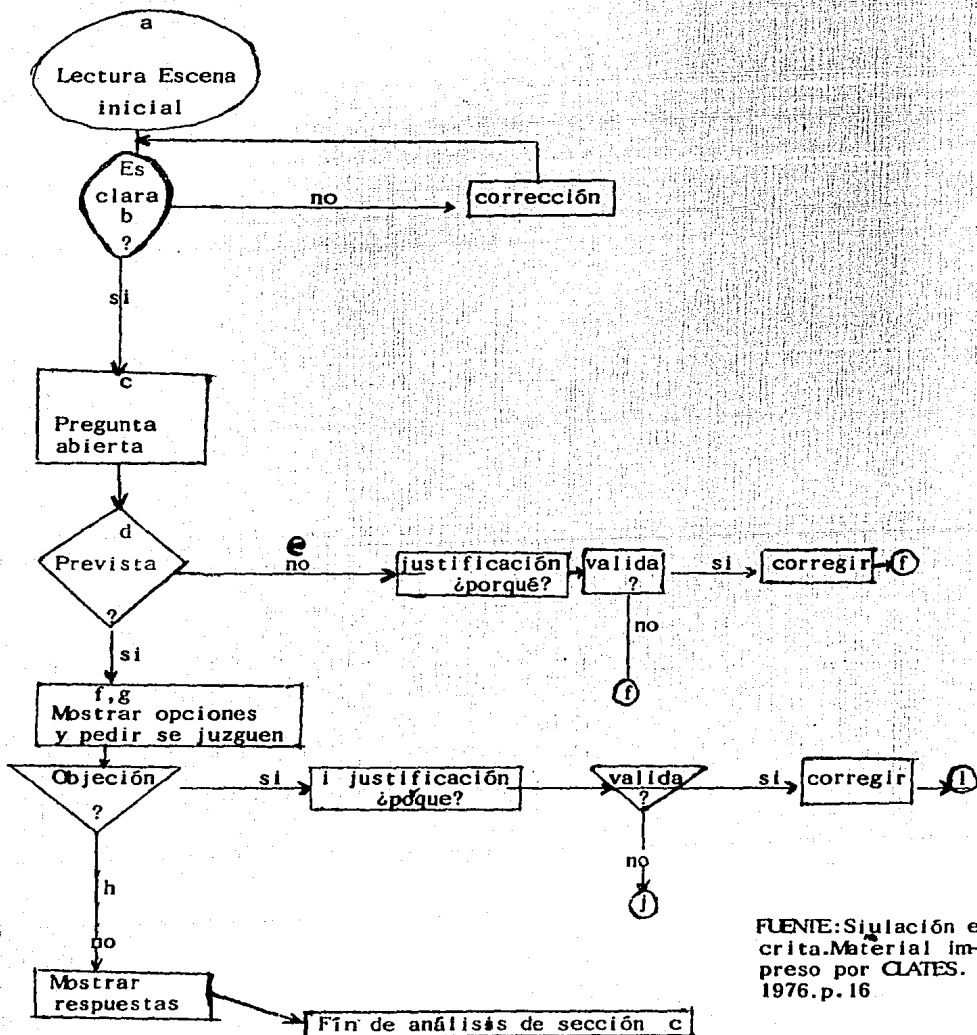 a
Lectura Escena
inicial
Es
clara
b
?
no
corrección
si
c
Pregunta
abierta
d
Prevista
?
e
no
justificación
¿porqué?
valida
?
si
corregir
f
no
f
si
f,g
Mostrar opciones
y pedir se juzguen
Objeción
?
si
i justificación
¿poque?
valida
?
si
corregir
no
j
h
no
Mostrar
respuestas
Fín de análisis de sección c
FUENTE:Siulación e
crita.Material im-
preso por CLATES.
1976.p.16